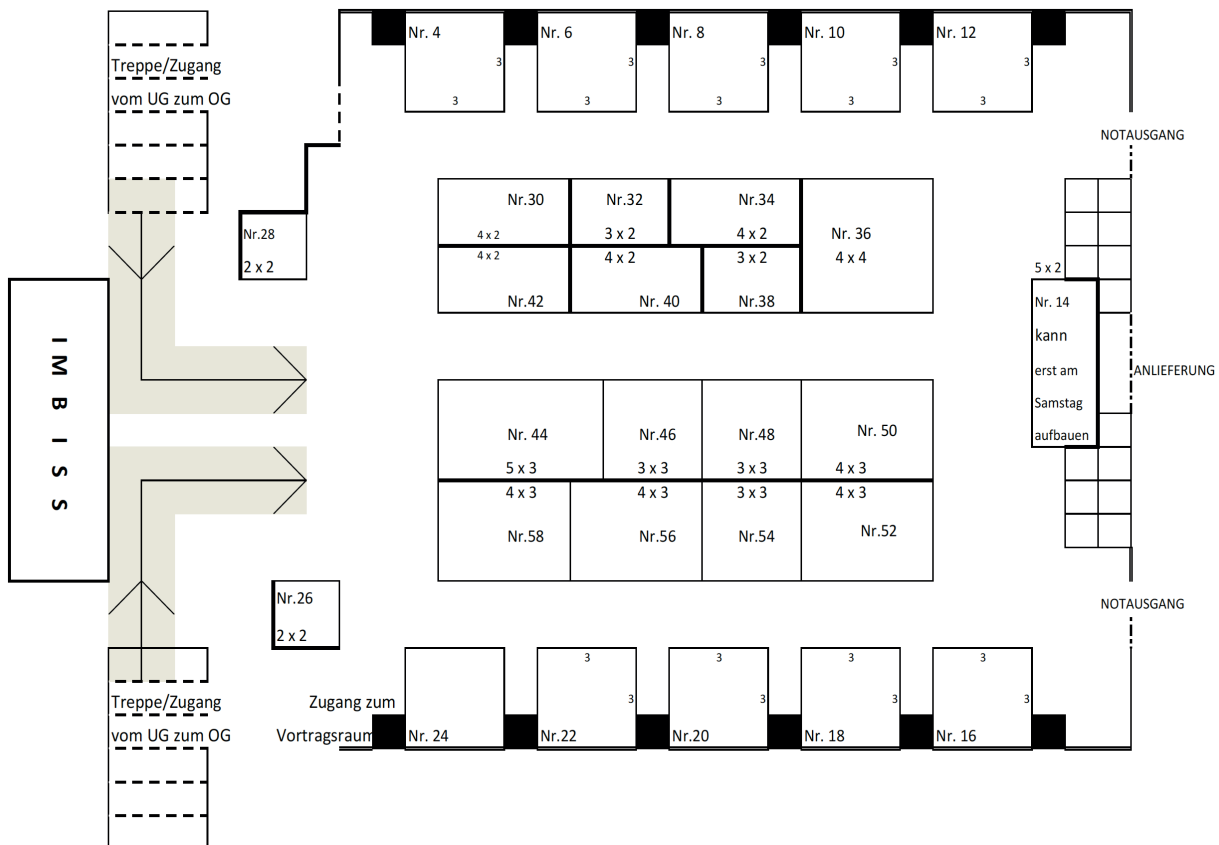 Nr. 4
Nr. 6
Nr. 8
Nr. 10
Nr. 12
3
3
3
3
3
3
3
3
3
3
Treppe/Zugang
vom UG zum OG
NOTAUSGANG
Nr.28
2 x 2
Nr.30
4 x 2
Nr.32
3 x 2
Nr.34
4 x 2
Nr. 36
4 x 4
4 x 2
Nr.42
4 x 2
Nr. 40
3 x 2
Nr.38
5 x 2
Nr. 14
kann
erst am
Samstag
aufbauen
ANLIEFERUNG
IMBISS
Nr. 44
5 x 3
Nr.46
3 x 3
Nr.48
3 x 3
Nr. 50
4 x 3
4 x 3
Nr.58
4 x 3
Nr.56
3 x 3
Nr.54
4 x 3
Nr.52
Nr.26
2 x 2
NOTAUSGANG
Treppe/Zugang
vom UG zum OG
Zugang zum
Vortragsraum
3
3
3
3
3
3
3
3
Nr. 24
Nr.22
Nr.20
Nr. 18
Nr. 16